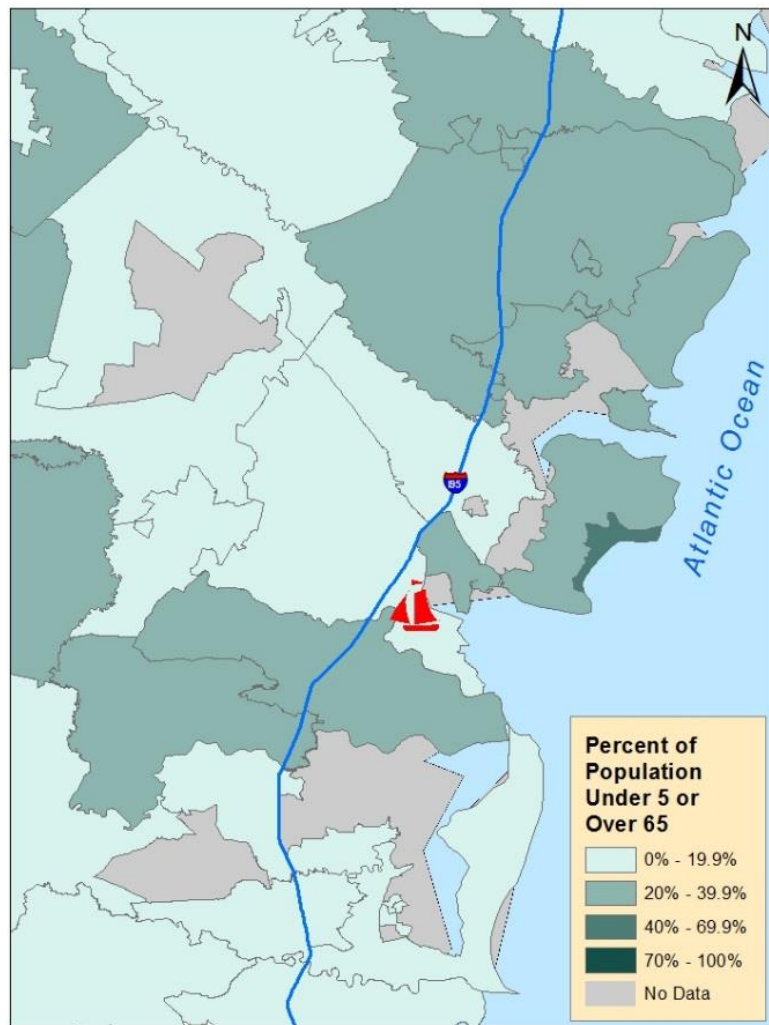 N
Atlantic Ocean
195
Percent of
Population
Under 5 or
Over 65
0% - 19.9%
20% - 39.9%
40% - 69.9%
70% - 100%
No Data